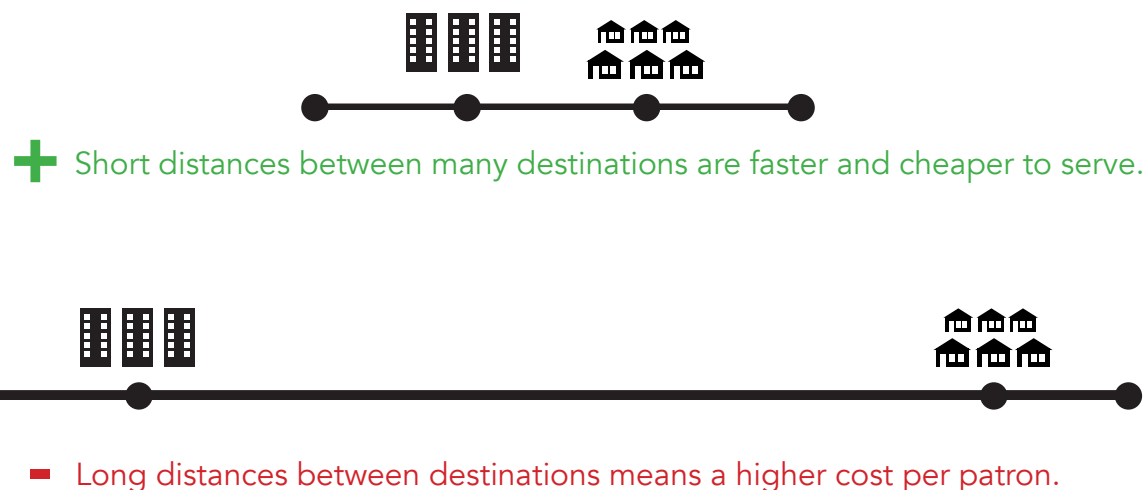 + Short distances between many destinations are faster and cheaper to serve.
- Long distances between destinations means a higher cost per patron.